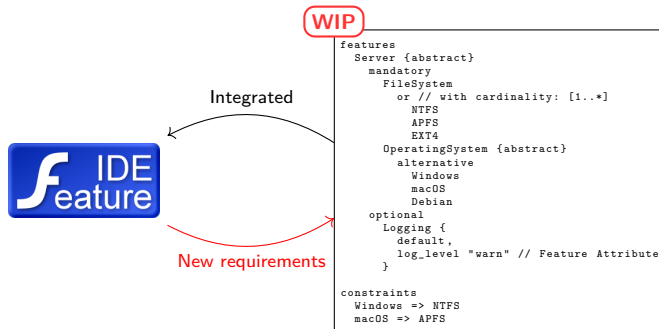 WIP
features
  Server {abstract}
    mandatory
      FileSystem
        or // with cardinality: [1..*]
          NTFS
          APFS
          EXT4
      OperatingSystem {abstract}
        alternative
          Windows
          macOS
          Debian
    optional
      Logging {
        default,
        log_level "warn" // Feature Attribute
      }
constraints
  Windows => NTFS
  macOS => APFS
Integrated
IDE
Feature
New requirements